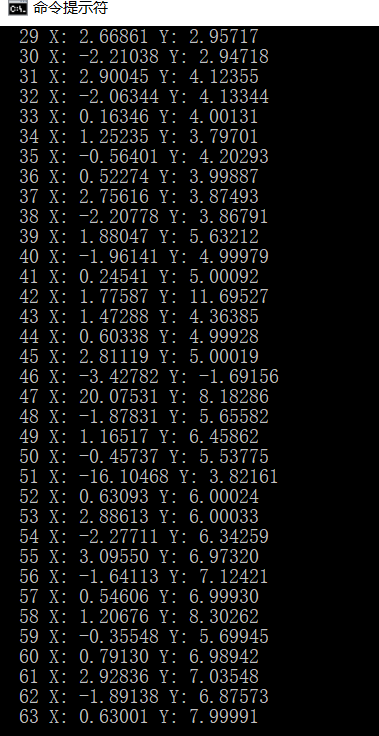 命令提示符
29 X: 2.66861 Y: 2.95717
30 X: -2.21038 Y: 2.94718
31 X: 2.90045 Y: 4.12355
32 X: -2.06344 Y: 4.13344
33 X: 0.16346 Y: 4.00131
34 X: 1.25235 Y: 3.79701
35 X: -0.56401 Y: 4.20293
36 X: 0.52274 Y: 3.99887
37 X: 2.75616 Y: 3.87493
38 X: -2.20778 Y: 3.86791
39 X: 1.88047 Y: 5.63212
40 X: -1.96141 Y: 4.99979
41 X: 0.24541 Y: 5.00092
42 X: 1.77587 Y: 11.69527
43 X: 1.47288 Y: 4.36385
44 X: 0.60338 Y: 4.99928
45 X: 2.81119 Y: 5.00019
46 X: -3.42782 Y: -1.69156
47 X: 20.07531 Y: 8.18286
48 X: -1.87831 Y: 5.65582
49 X: 1.16517 Y: 6.45862
50 X: -0.45737 Y: 5.53775
51 X: -16.10468 Y: 3.82161
52 X: 0.63093 Y: 6.00024
53 X: 2.88613 Y: 6.00033
54 X: -2.27711 Y: 6.34259
55 X: 3.09550 Y: 6.97320
56 X: -1.64113 Y: 7.12421
57 X: 0.54606 Y: 6.99930
58 X: 1.20676 Y: 8.30262
59 X: -0.35548 Y: 5.69945
60 X: 0.79130 Y: 6.98942
61 X: 2.92836 Y: 7.03548
62 X: -1.89138 Y: 6.87573
63 X: 0.63001 Y: 7.99991